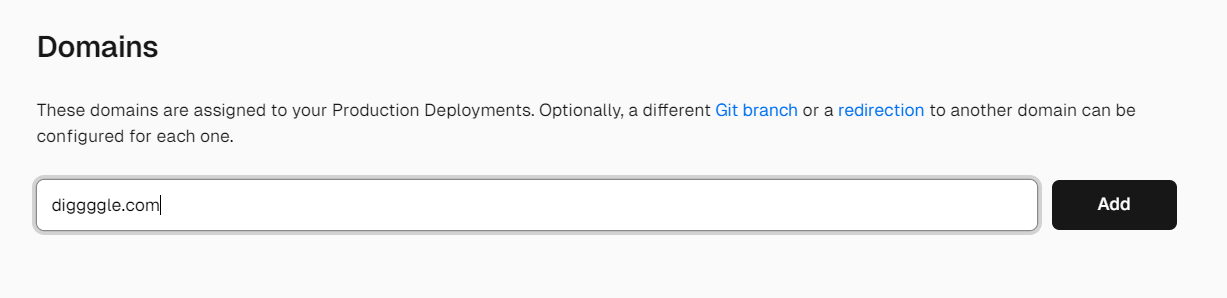 Domains
These domains are assigned to your Production Deployments. Optionally, a different Git branch or a redirection to another domain can be
configured for each one.
diggggle.com
Add